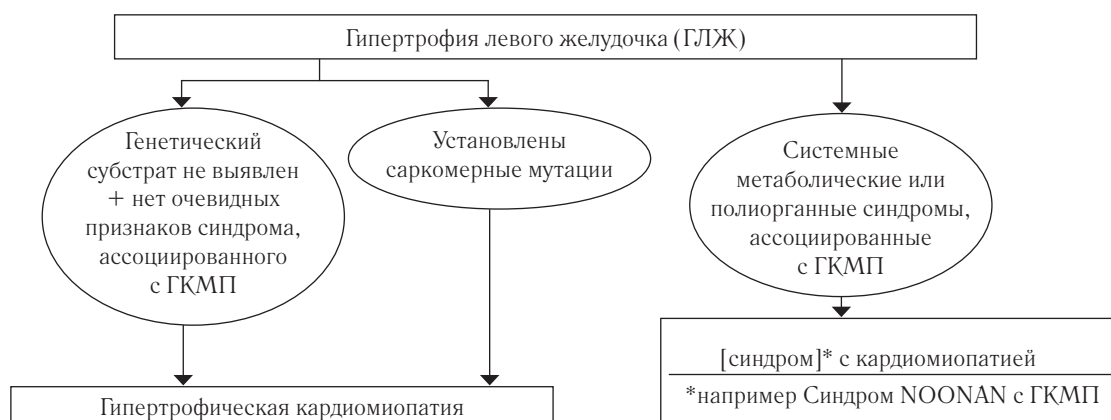 Гипертрофия левого желудочка (ГЛЖ)
Генетический
субстрат не выявлен
+ нет очевидных
признаков синдрома,
ассоциированного
с ГКМП
Установлены
саркомерные мутации
Системные
метаболические или
полиорганные синдромы,
ассоциированные
с ГКМП
Гипертрофическая кардиомиопатия
[синдром]* с кардиомиопатией
*например Синдром NOONAN с ГКМП